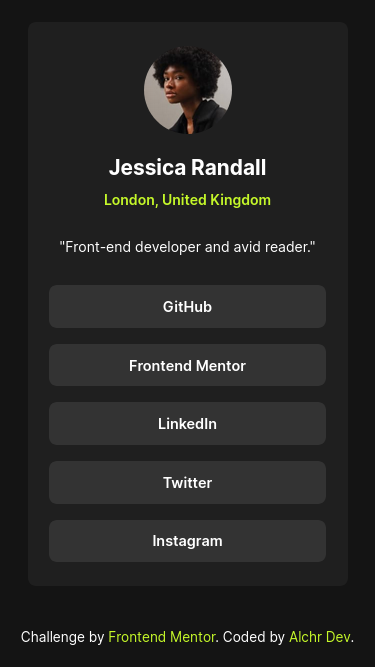 Jessica Randall
London, United Kingdom
"Front-end developer and avid reader."
GitHub
Frontend Mentor
LinkedIn
Twitter
Instagram
Challenge by Frontend Mentor. Coded by Alchr Dev.